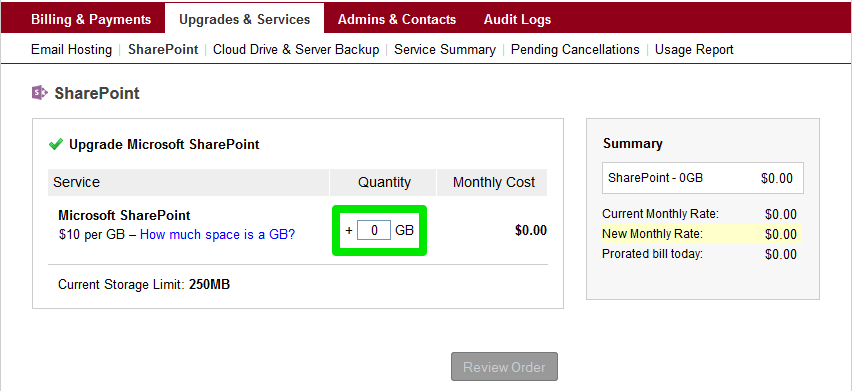 Billing & Payments Upgrades & Services Admins & Contacts Audit Logs
Email Hosting | SharePoint | Cloud Drive & Server Backup | Service Summary | Pending Cancellations | Usage Report
SharePoint
Upgrade Microsoft SharePoint
Service Quantity Monthly Cost
Microsoft SharePoint
$10 per GB – How much space is a GB?
+ 0 GB
$0.00
Current Storage Limit: 250MB
Summary
SharePoint - 0GB $0.00
Current Monthly Rate: $0.00
New Monthly Rate: $0.00
Prorated bill today: $0.00
Review Order